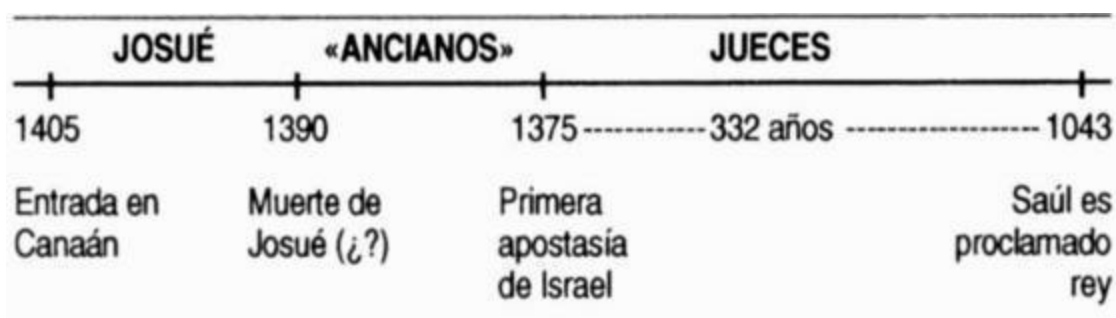 JOSUÉ «ANCIANOS» JUECES
1405 1390 1375 ------------ 332 años ------------------- 1043
Entrada en Muerte de Primera Saúl es
Canaán Josué (¿?) apostasía proclamado
de Israel rey